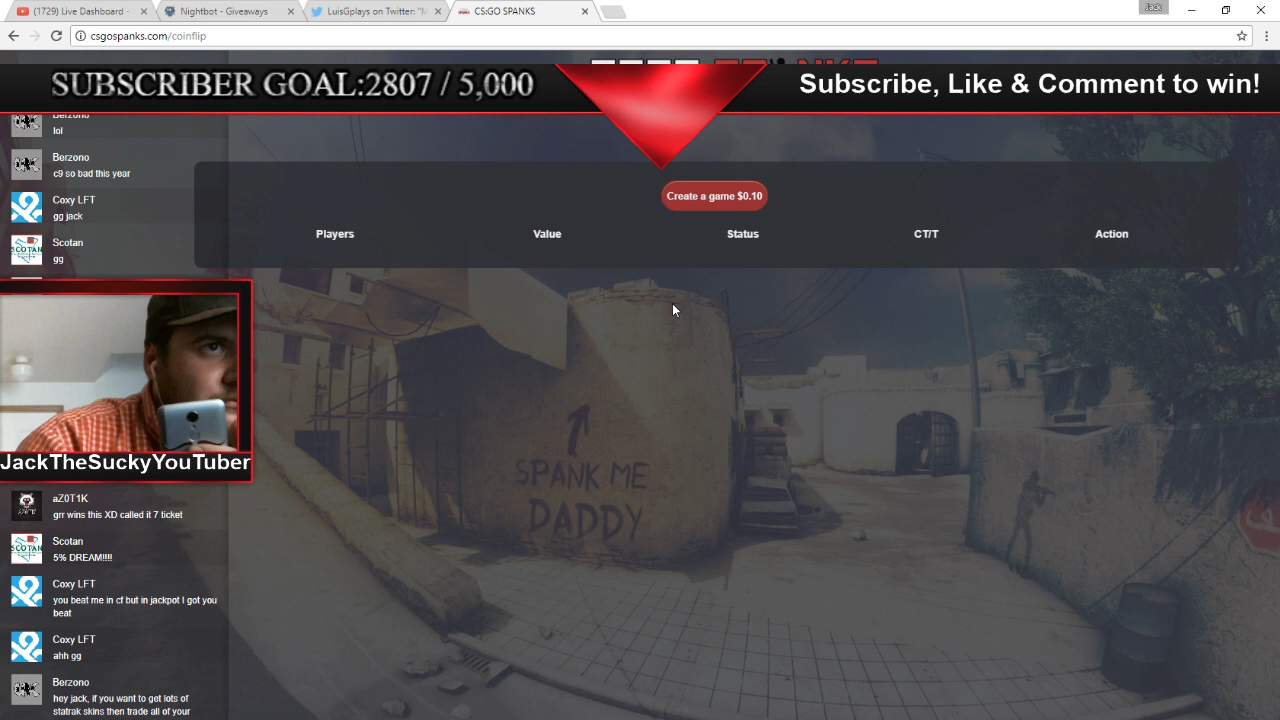 (1729) Live Dashboard -
Nightbot - Giveaways
LuisGplays on Twitter: "M
CS:GO SPANKS
Jack
csgospanks.com/coinflip
SUBSCRIBER GOAL:2807 / 5,000
Subscribe, Like & Comment to win!
Berzono
lol
Berzono
c9 so bad this year
Coxy LFT
gg jack
Scotan
gg
Create a game $0.10
Players
Value
Status
CT/T
Action
SPANK ME
DADDY
JackTheSuckyYouTuber
aZ0T1K
grr wins this XD called it 7 ticket
SCOTAN
Scotan
5% DREAM!!!!
Coxy LFT
you beat me in cf but in jackpot I got you
beat
Coxy LFT
ahh gg
Berzono
hey jack, if you want to get lots of
statrak skins then trade all of your